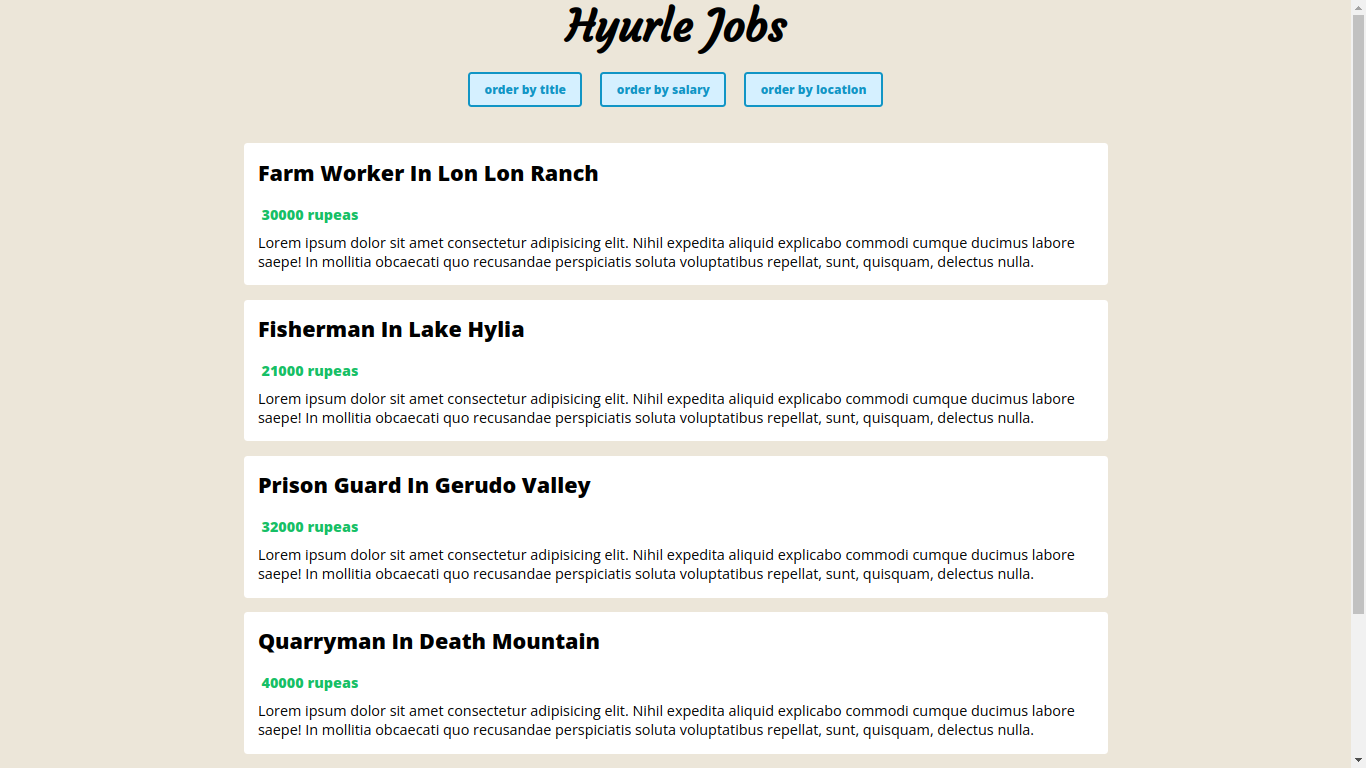 Hyurle Jobs
order by title
order by salary
order by location
Farm Worker In Lon Lon Ranch
30000 rupeas
Lorem ipsum dolor sit amet consectetur adipisicing elit. Nihil expedita aliquid explicabo commodi cumque ducimus labore
saepe! In mollitia obcaecati quo recusandae perspiciatis soluta voluptatibus repellat, sunt, quisquam, delectus nulla.
Fisherman In Lake Hylia
21000 rupeas
Lorem ipsum dolor sit amet consectetur adipisicing elit. Nihil expedita aliquid explicabo commodi cumque ducimus labore
saepe! In mollitia obcaecati quo recusandae perspiciatis soluta voluptatibus repellat, sunt, quisquam, delectus nulla.
Prison Guard In Gerudo Valley
32000 rupeas
Lorem ipsum dolor sit amet consectetur adipisicing elit. Nihil expedita aliquid explicabo commodi cumque ducimus labore
saepe! In mollitia obcaecati quo recusandae perspiciatis soluta voluptatibus repellat, sunt, quisquam, delectus nulla.
Quarryman In Death Mountain
40000 rupeas
Lorem ipsum dolor sit amet consectetur adipisicing elit. Nihil expedita aliquid explicabo commodi cumque ducimus labore
saepe! In mollitia obcaecati quo recusandae perspiciatis soluta voluptatibus repellat, sunt, quisquam, delectus nulla.